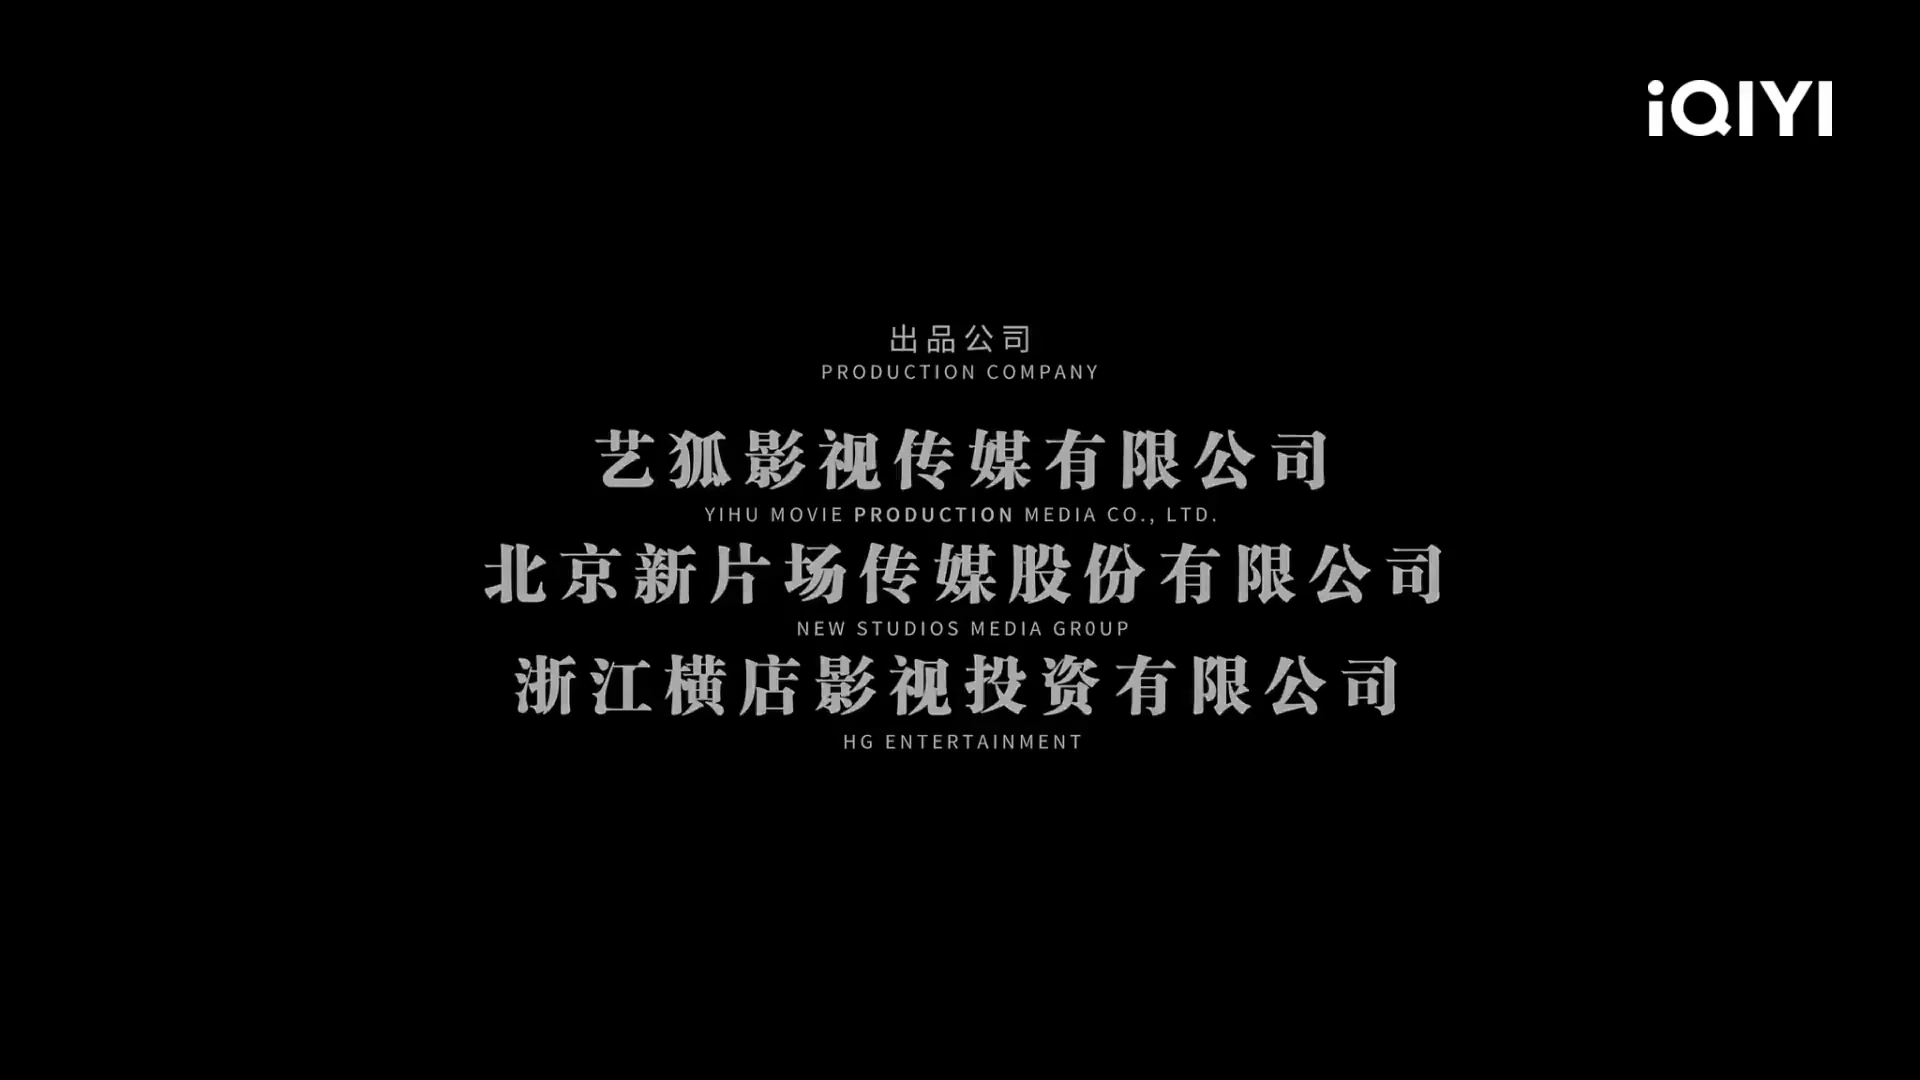 iQIYI
出品公司
PRODUCTION COMPANY
艺狐影视传媒有限公司
YIHU MOVIE PRODUCTION MEDIA CO., LTD.
北京新片场传媒股份有限公司
NEW STUDIOS MEDIA GR0UP
浙江横店影视投资有限公司
HG ENTERTAINMENT